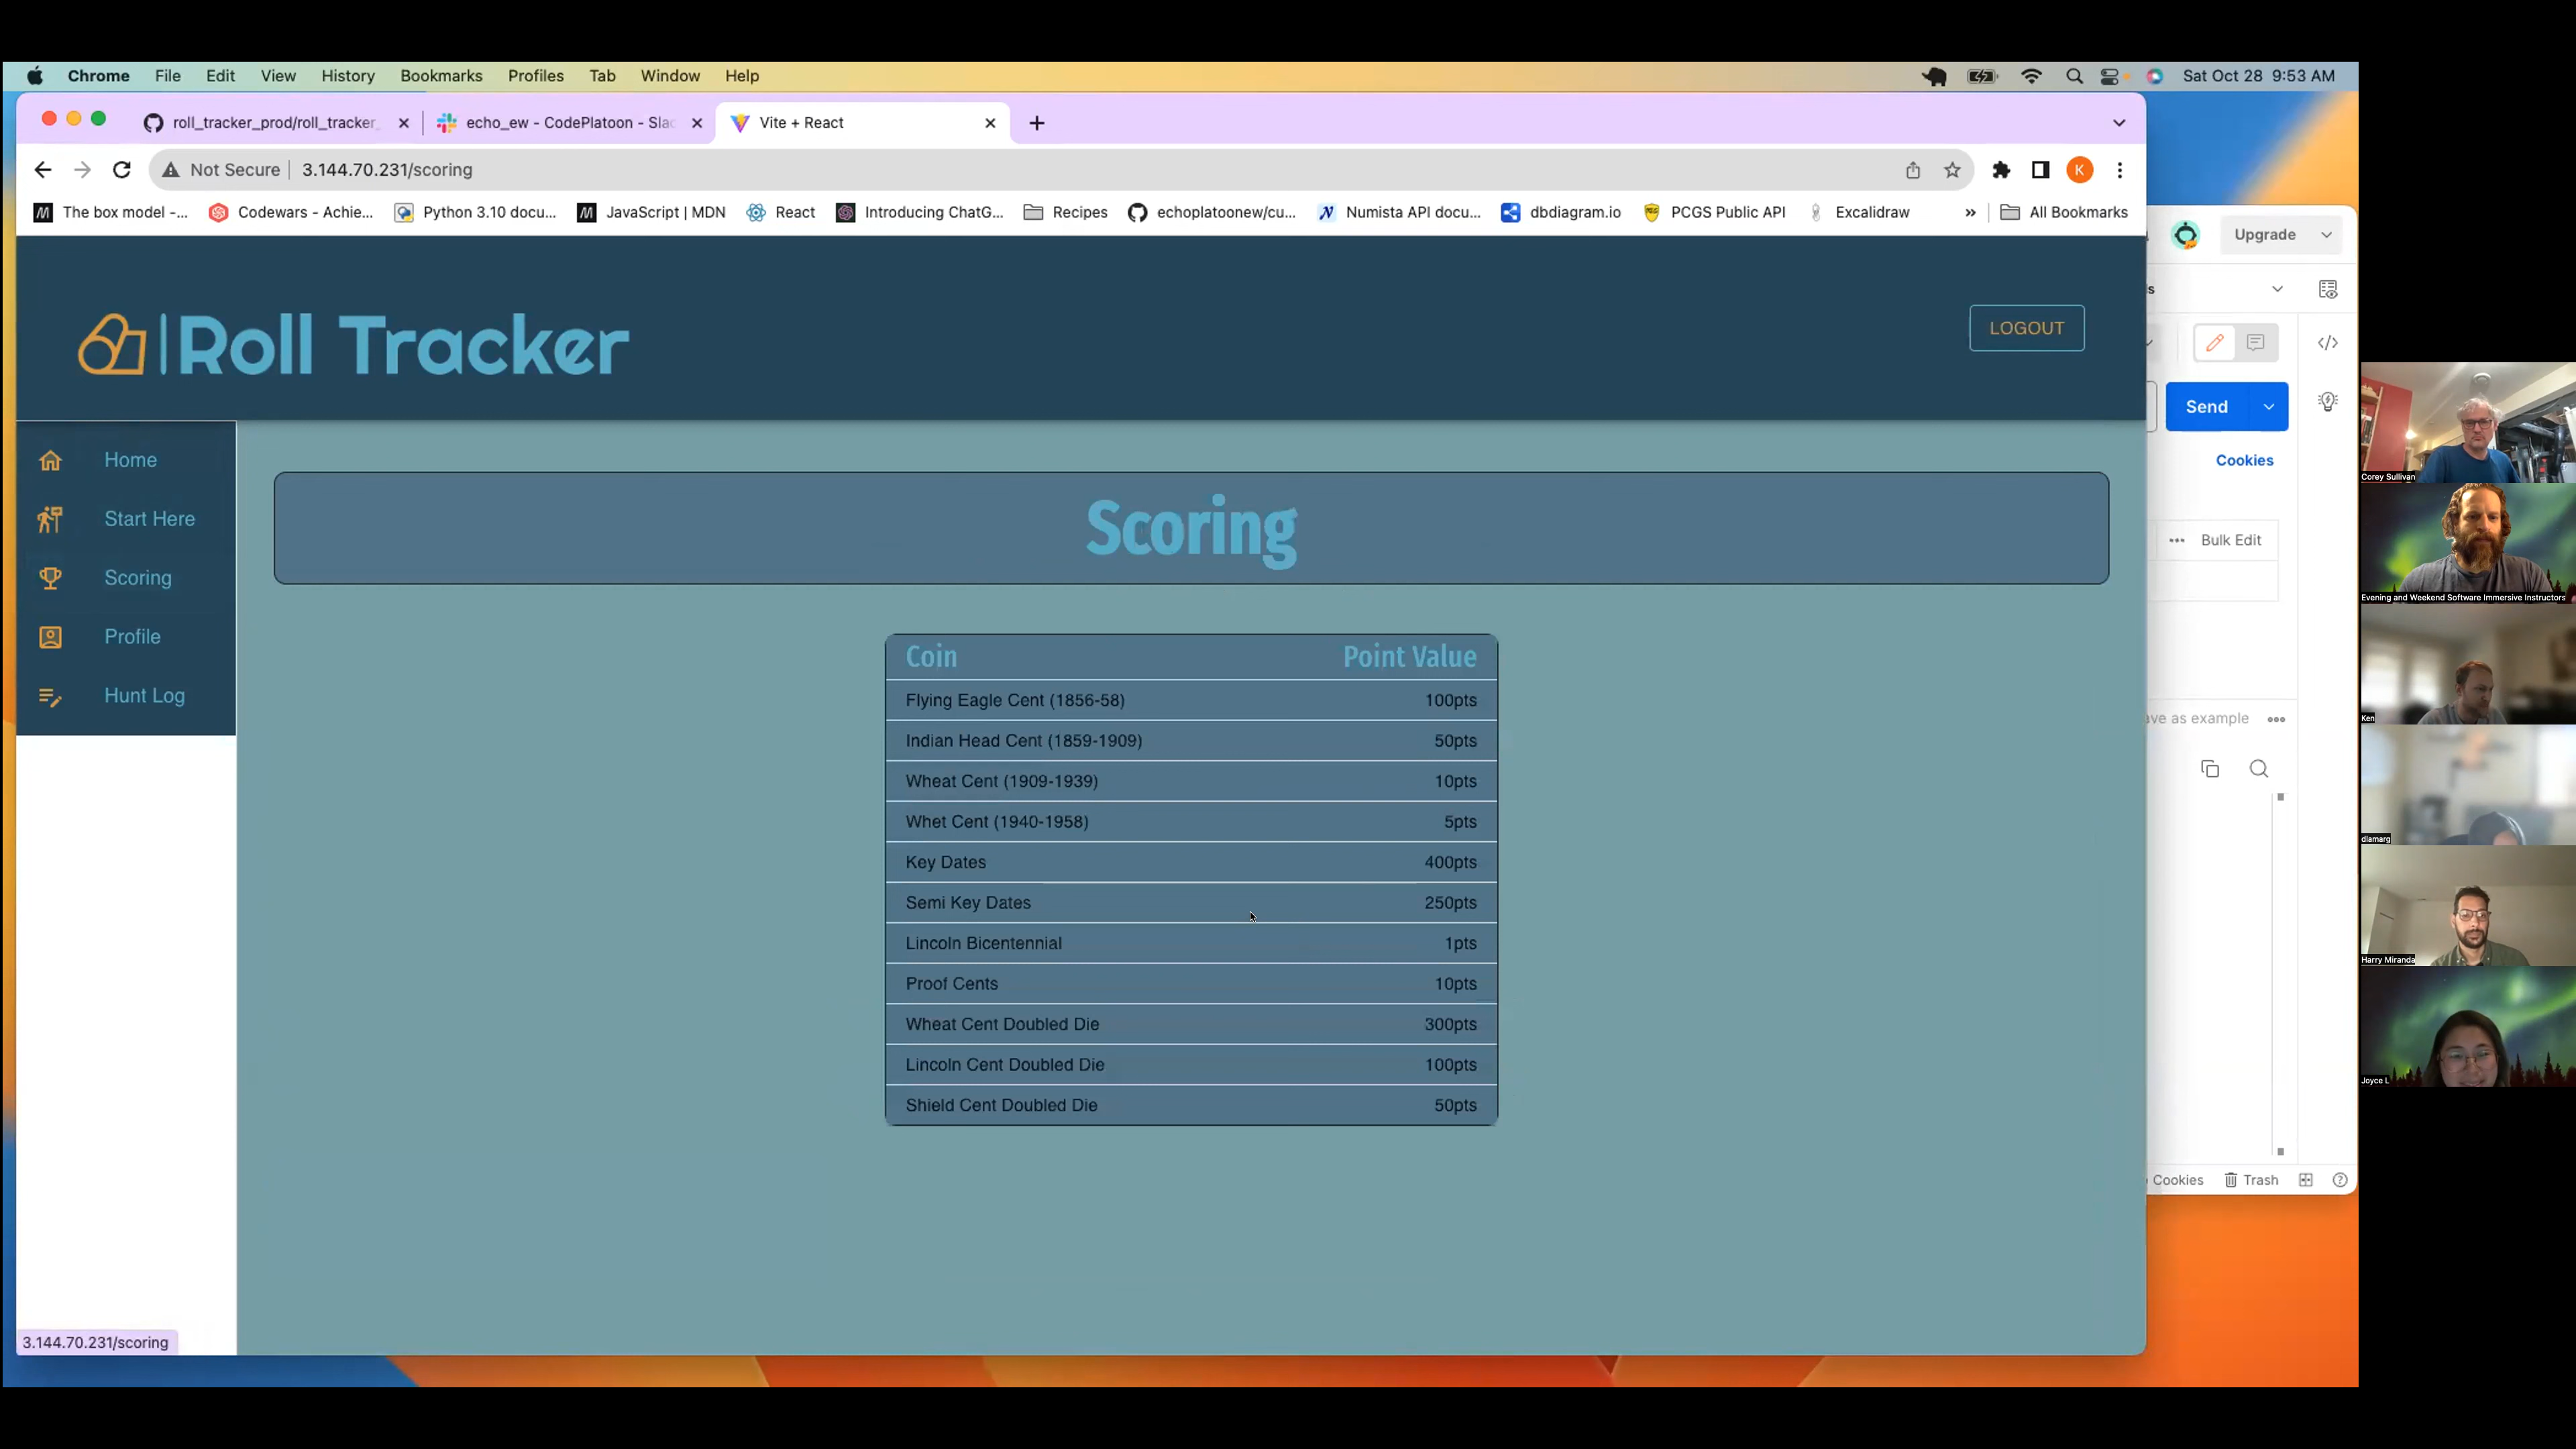 Chrome File Edit View History Bookmarks Profiles Tab Window Help Sat Oct 28 9:53 AM
roll_tracker_prod/roll_tracker_ echo_ew - CodePlatoon - Sla Vite + React
Not Secure 3.144.70.231/scoring K
The box model -... Codewars - Achie... Python 3.10 docu... JavaScript | MDN React Introducing ChatG... Recipes echoplatoonew/cu... Numista API docu... dbdiagram.io PCGS Public API Excalidraw » All Bookmarks
Roll Tracker
LOGOUT
Home
Start Here
Scoring
Profile
Hunt Log
Scoring
Coin Point Value
Flying Eagle Cent (1856-58) 100pts
Indian Head Cent (1859-1909) 50pts
Wheat Cent (1909-1939) 10pts
Whet Cent (1940-1958) 5pts
Key Dates 400pts
Semi Key Dates 250pts
Lincoln Bicentennial 1pts
Proof Cents 10pts
Wheat Cent Doubled Die 300pts
Lincoln Cent Doubled Die 100pts
Shield Cent Doubled Die 50pts
3.144.70.231/scoring
Upgrade
s
</>
Send
Cookies
Bulk Edit
ave as example
Cookies Trash
Corey Sullivan
Evening and Weekend Software Immersive Instructors
Ken
dlamarg
Harry Miranda
Joyce L